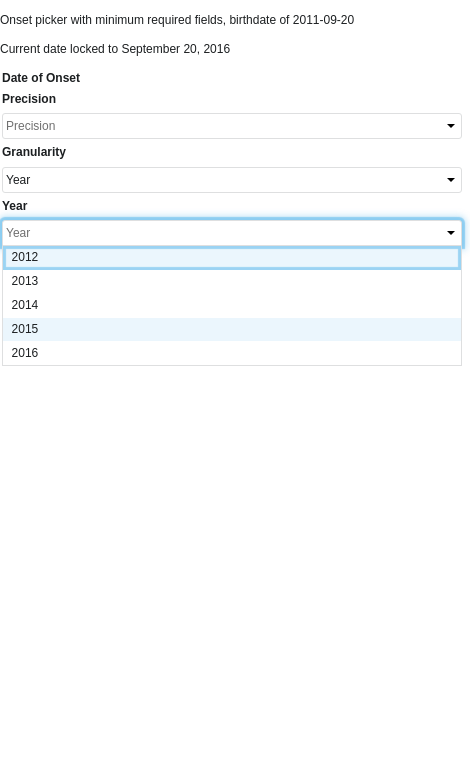 Onset picker with minimum required fields, birthdate of 2011-09-20
Current date locked to September 20, 2016
Date of Onset
Precision
Precision
Granularity
Year
Year
Year
2012
2013
2014
2015
2016